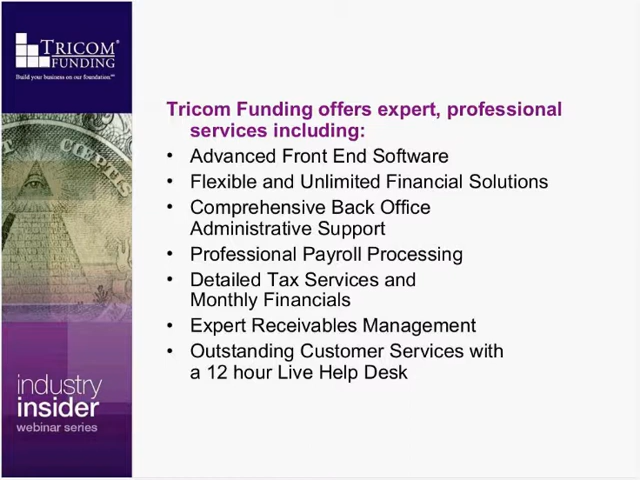 TRICOM®
FUNDING
Build your business on our foundation.℠
Tricom Funding offers expert, professional
services including:
• Advanced Front End Software
• Flexible and Unlimited Financial Solutions
• Comprehensive Back Office
Administrative Support
• Professional Payroll Processing
• Detailed Tax Services and
Monthly Financials
• Expert Receivables Management
• Outstanding Customer Services with
a 12 hour Live Help Desk
CŒPTIS
industry
insider
webinar series